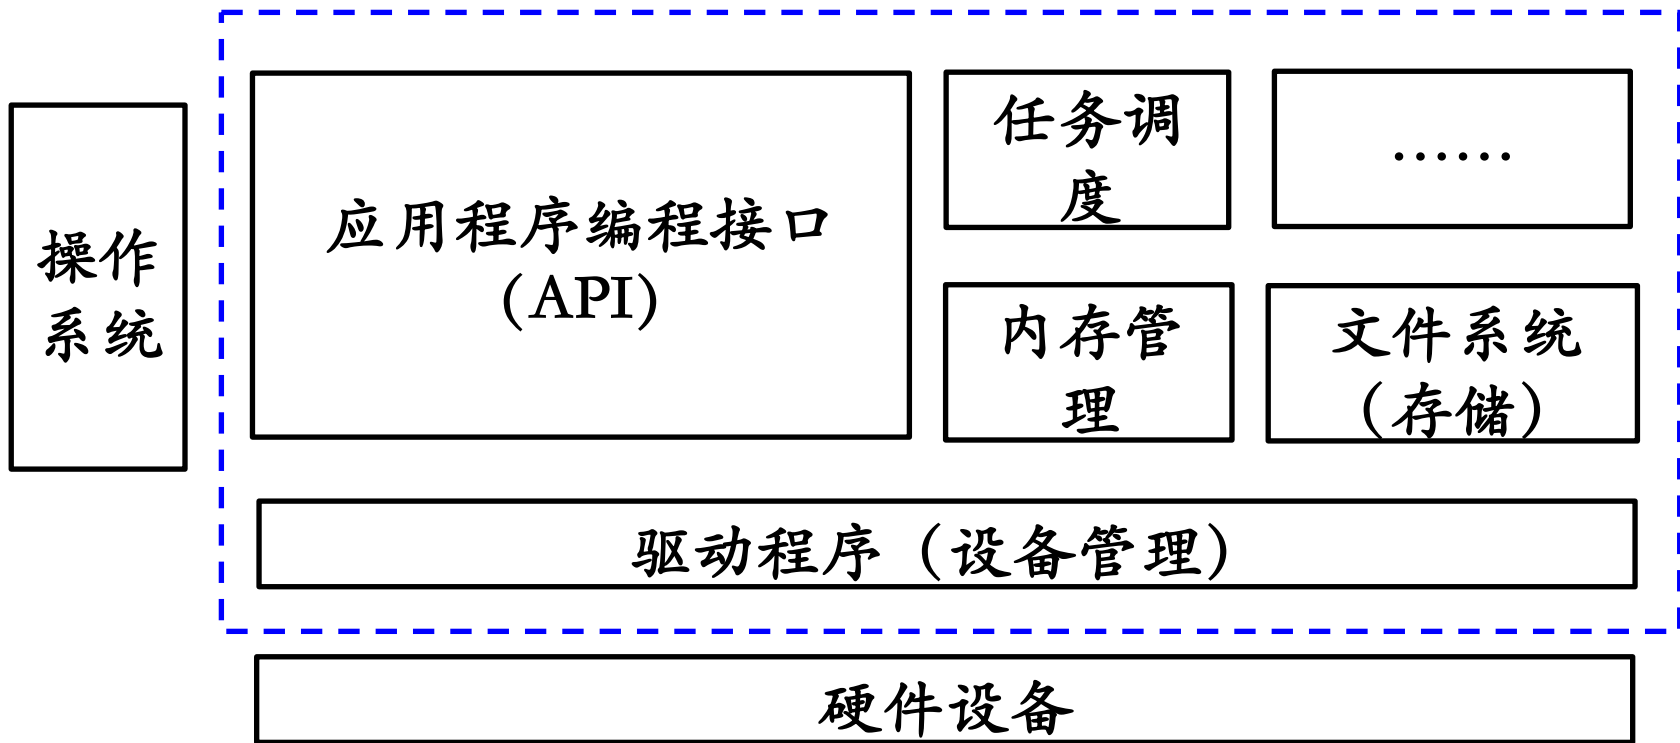 操作
系统
应用程序编程接口
（API）
任务调
度
……
内存管
理
文件系统
（存储）
驱动程序（设备管理）
硬件设备